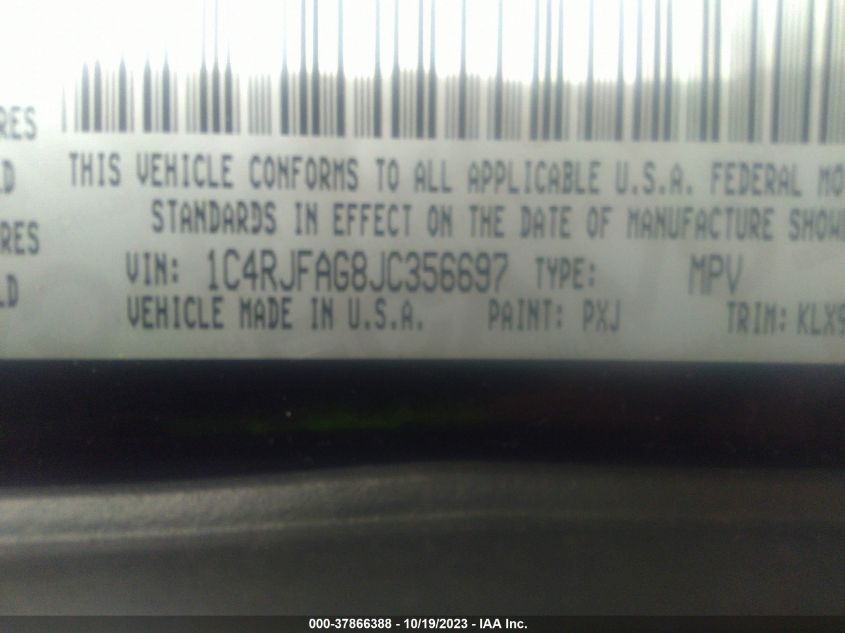 RES
LD
RES
LD
THIS VEHICLE CONFORMS TO ALL APPLICABLE U.S.A. FEDERAL MO
STANDARDS IN EFFECT ON THE DATE OF MANUFACTURE SHOW
VIN: 1C4RJFAG8JC356697 TYPE: MPV
VEHICLE MADE IN U.S.A. PAINT: PXJ TRIM: KLX9
000-37866388 - 10/19/2023 - IAA Inc.